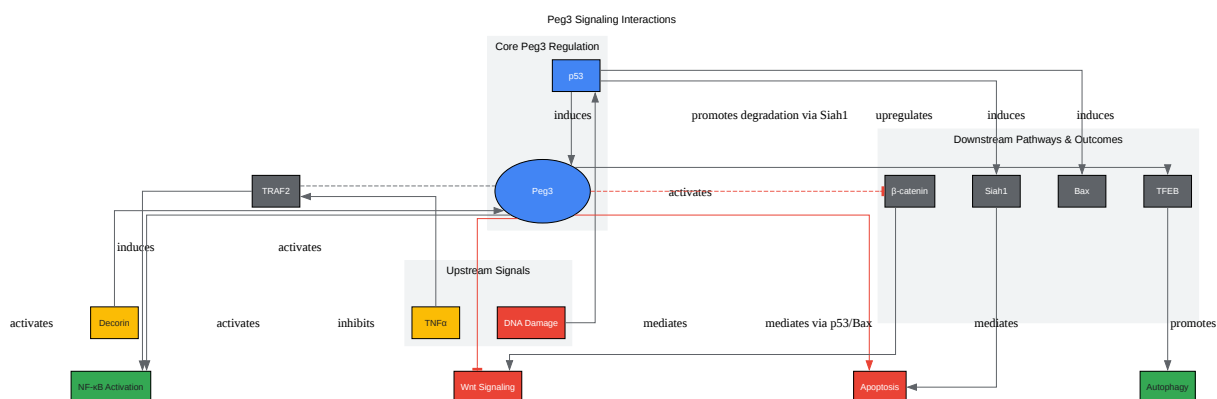 Peg3 Signaling Interactions
Core Peg3 Regulation
p53
induces
promotes degradation via Siah1
upregulates
induces
induces
Downstream Pathways & Outcomes
TRAF2
Peg3
activates
β-catenin
Siah1
Bax
TFEB
induces
activates
Upstream Signals
activates
Decorin
activates
inhibits
TNFα
DNA Damage
mediates
mediates via p53/Bax
mediates
promotes
NF-κB Activation
Wnt Signaling
Apoptosis
Autophagy